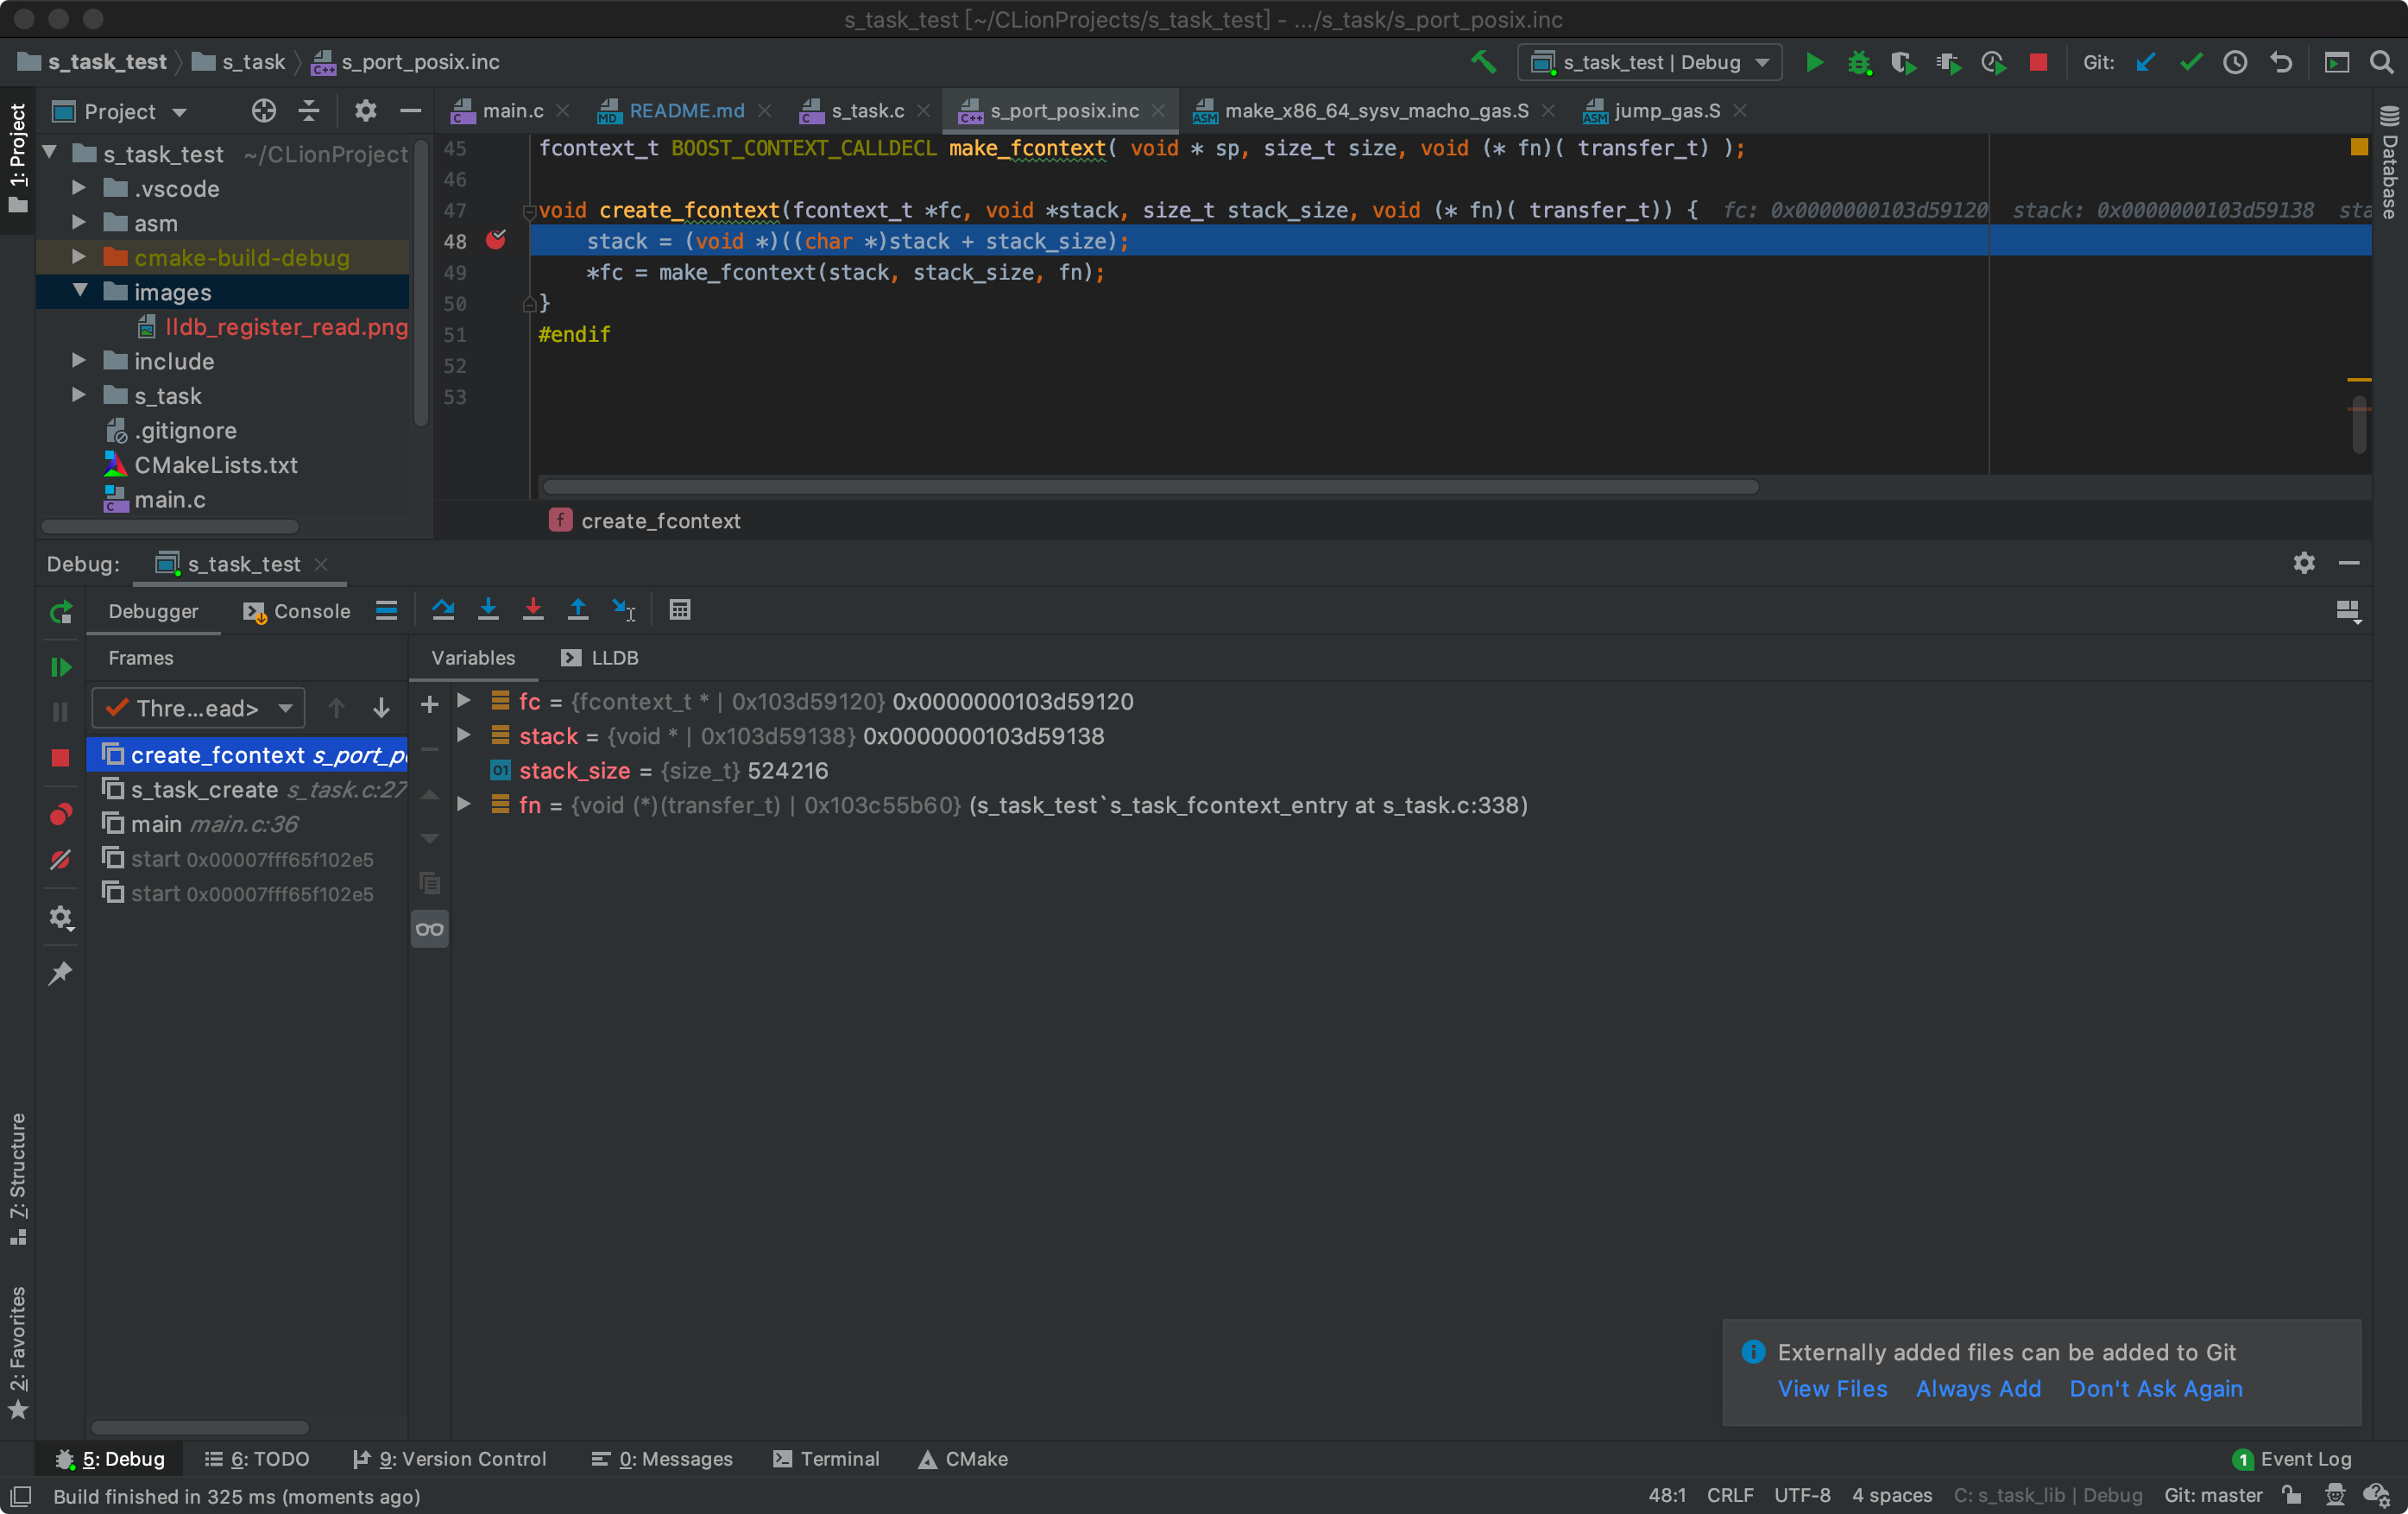 s_task_test [~/CLionProjects/s_task_test] - .../s_task/s_port_posix.inc
s_task_test s_task s_port_posix.inc
s_task_test | Debug
Git:
1: Project
Project
main.c README.md s_task.c s_port_posix.inc make_x86_64_sysv_macho_gas.S jump_gas.S
Database
s_task_test ~/CLionProject
.vscode
asm
cmake-build-debug
images
lldb_register_read.png
include
s_task
.gitignore
CMakeLists.txt
main.c
45 fcontext_t BOOST_CONTEXT_CALLDECL make_fcontext( void * sp, size_t size, void (* fn)( transfer_t) );
46
47 void create_fcontext(fcontext_t *fc, void *stack, size_t stack_size, void (* fn)( transfer_t)) { fc: 0x0000000103d59120 stack: 0x0000000103d59138 sta
48 stack = (void *)((char *)stack + stack_size);
49 *fc = make_fcontext(stack, stack_size, fn);
50 }
51 #endif
52
53
f create_fcontext
Debug: s_task_test
Debugger Console
Frames
Variables LLDB
Thre...ead>
create_fcontext s_port_p
s_task_create s_task.c:27
main main.c:36
start 0x00007fff65f102e5
start 0x00007fff65f102e5
fc = {fcontext_t * | 0x103d59120} 0x0000000103d59120
stack = {void * | 0x103d59138} 0x0000000103d59138
stack_size = {size_t} 524216
fn = {void (*)(transfer_t) | 0x103c55b60} (s_task_test`s_task_fcontext_entry at s_task.c:338)
7: Structure
2: Favorites
Externally added files can be added to Git
View Files Always Add Don't Ask Again
5: Debug 6: TODO 9: Version Control 0: Messages Terminal CMake 1 Event Log
Build finished in 325 ms (moments ago) 48:1 CRLF UTF-8 4 spaces C: s_task_lib | Debug Git: master